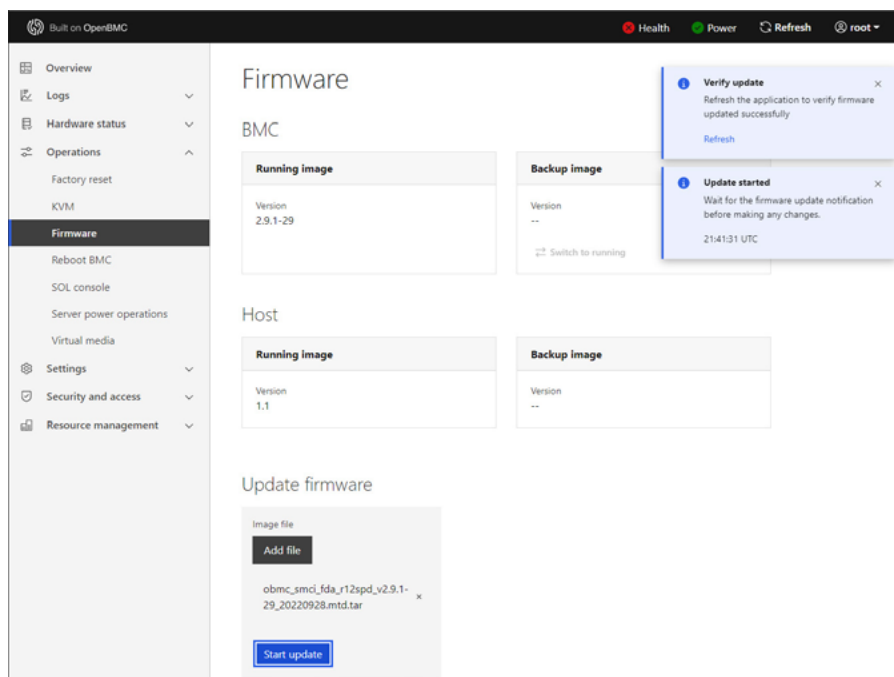 Built on OpenBMC
Health
Power
Refresh
root
Overview
Logs
Hardware status
Operations
Factory reset
KVM
Firmware
Reboot BMC
SOL console
Server power operations
Virtual media
Settings
Security and access
Resource management
Firmware
BMC
Running image
Version
2.9.1-29
Backup image
Version
--
Switch to running
Verify update
Refresh the application to verify firmware
updated successfully
Refresh
Update started
Wait for the firmware update notification
before making any changes.
21:41:31 UTC
Host
Running image
Version
1.1
Backup image
Version
--
Update firmware
Image file
Add file
obmc_smci_fda_r12spd_v2.9.1-
29_20220928.mtd.tar
Start update